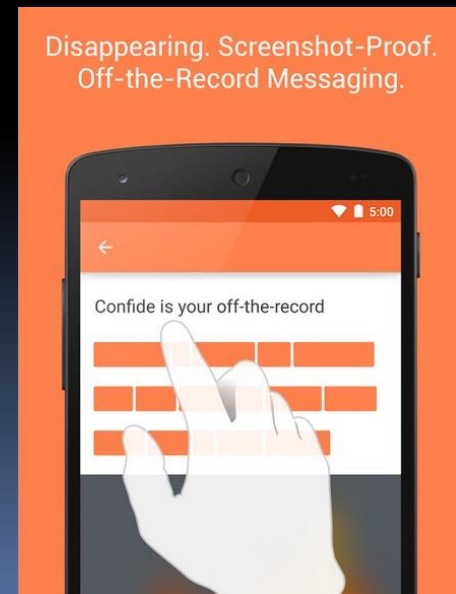 Disappearing. Screenshot-Proof.
Off-the-Record Messaging.
5:00
Confide is your off-the-record